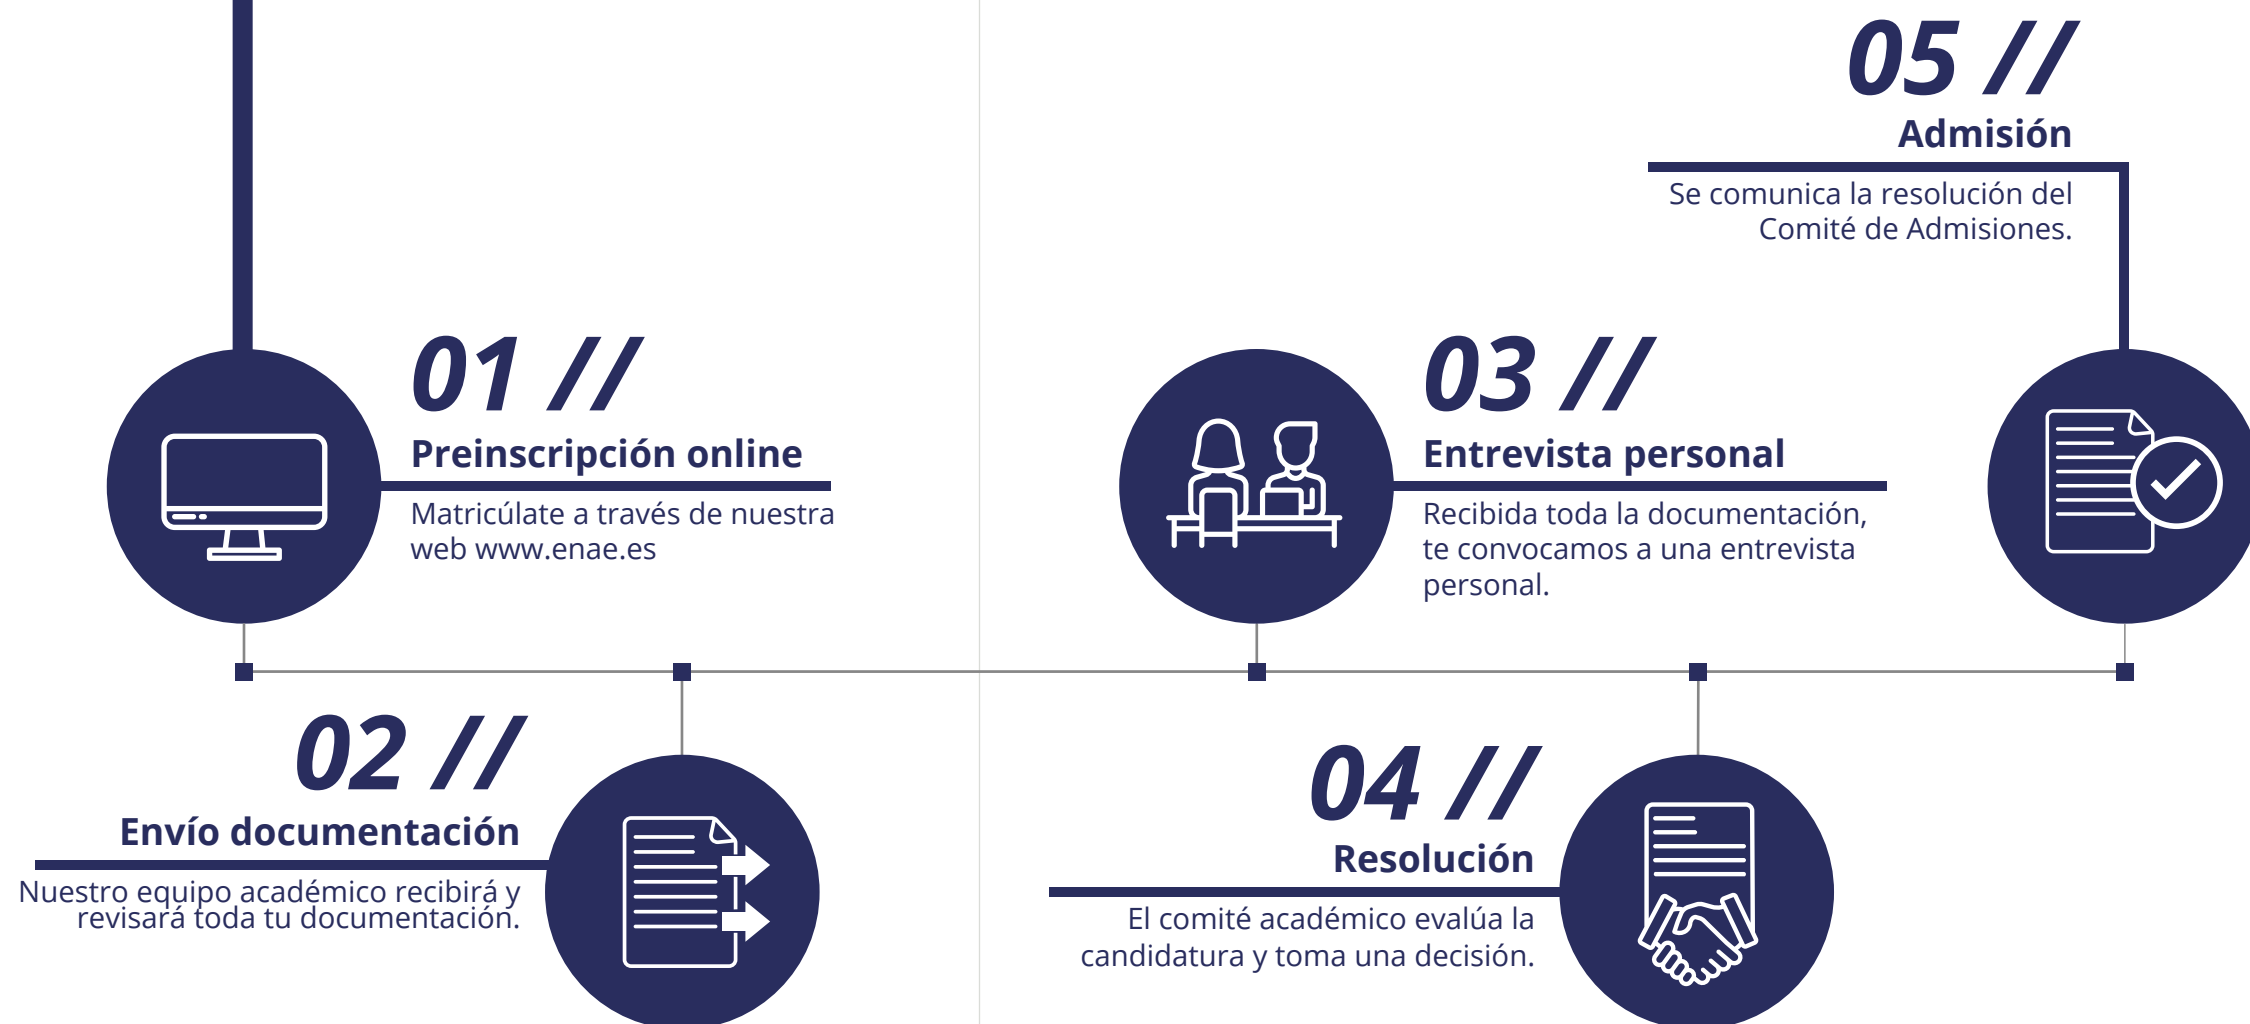 01 //
Preinscripción online
Matricúlate a través de nuestra
web www.enae.es
02 //
Envío documentación
Nuestro equipo académico recibirá y
revisará toda tu documentación.
03 //
Entrevista personal
Recibida toda la documentación,
te convocamos a una entrevista
personal.
04 //
Resolución
El comité académico evalúa la
candidatura y toma una decisión.
05 //
Admisión
Se comunica la resolución del
Comité de Admisiones.